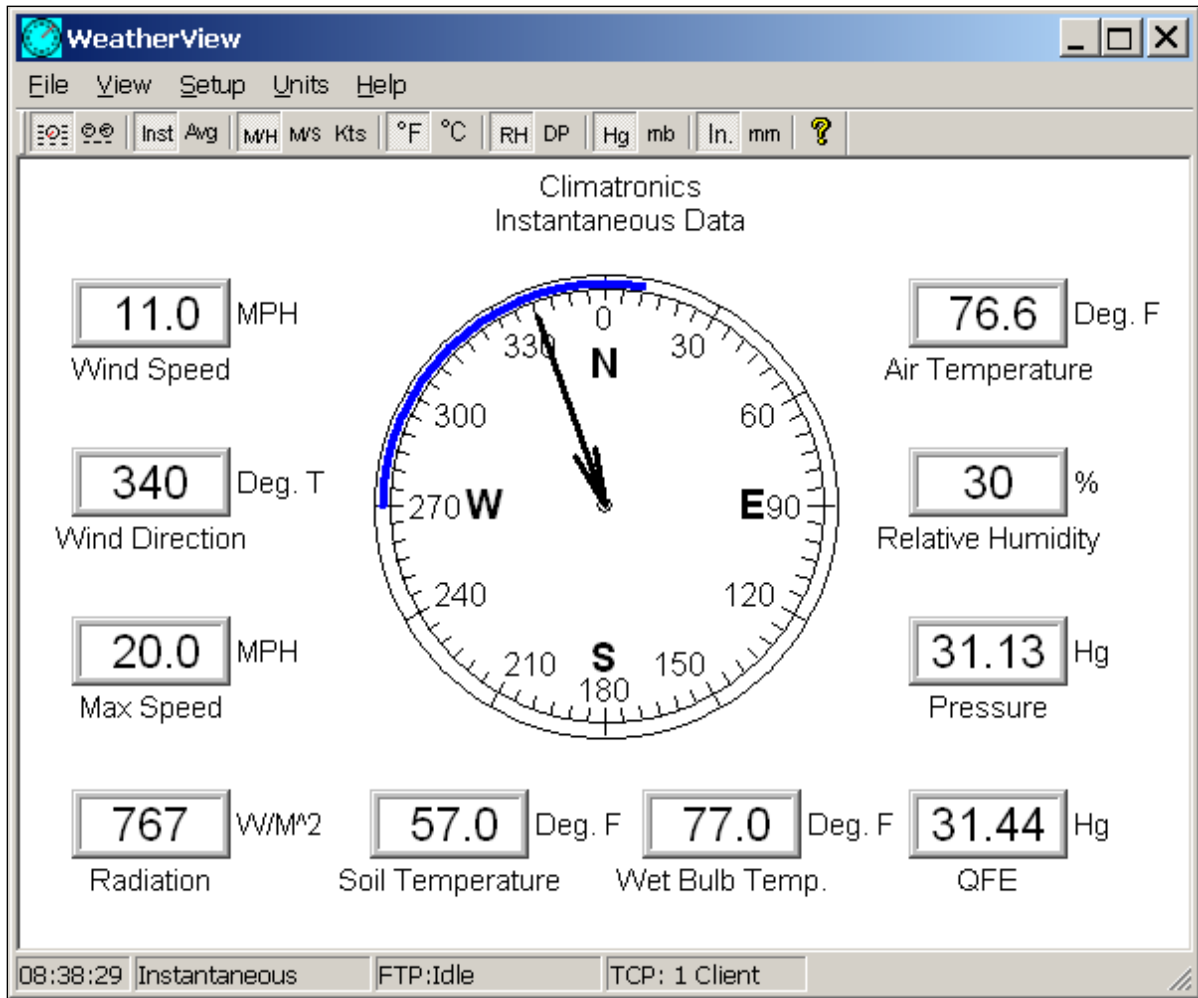 WeatherView
File View Setup Units Help
Inst Avg M/H M/S Kts °F °C RH DP Hg mb In. mm ?
Climatronics
Instantaneous Data
11.0 MPH
Wind Speed
76.6 Deg. F
Air Temperature
340 Deg. T
Wind Direction
30 %
Relative Humidity
20.0 MPH
Max Speed
31.13 Hg
Pressure
0
30
60
90
120
150
180
210
240
270
300
330
N
E
S
W
767 W/M^2
Radiation
57.0 Deg. F
Soil Temperature
77.0 Deg. F
Wet Bulb Temp.
31.44 Hg
QFE
08:38:29 Instantaneous FTP:Idle TCP: 1 Client